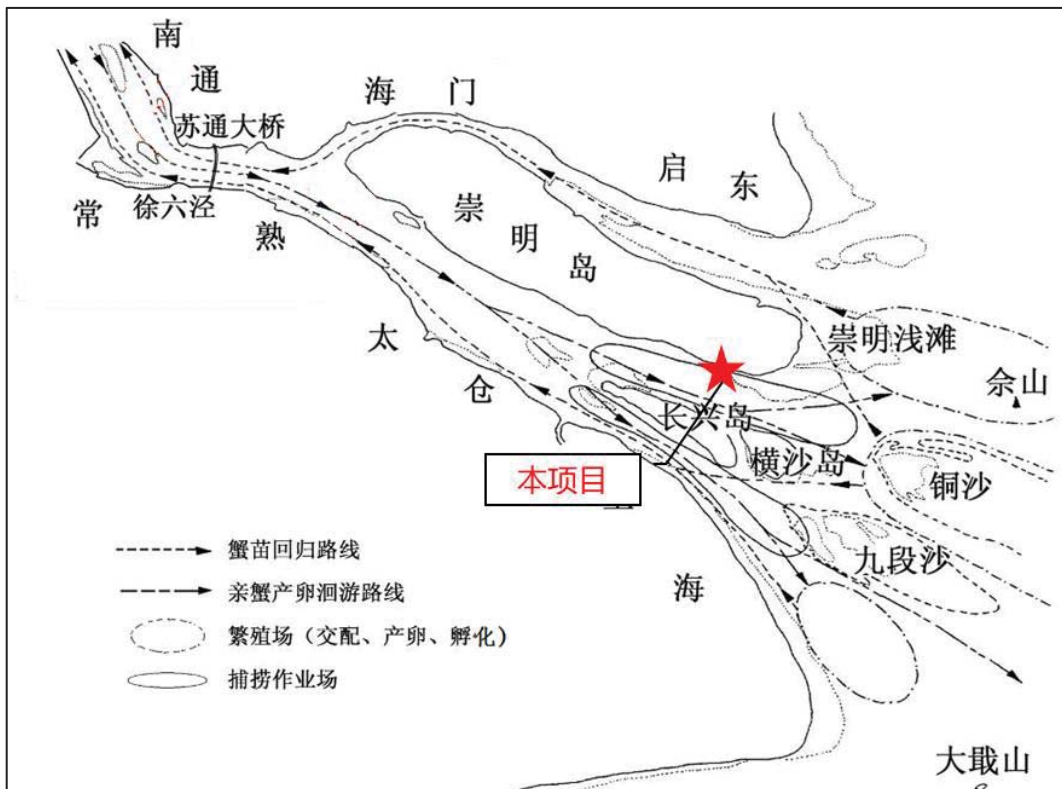 南通
海门
苏通大桥
启东
崇明岛
常熟
徐六泾
太仓
崇明浅滩
佘山
长兴岛
横沙岛
铜沙
本项目
九段沙
海
蟹苗回归路线
亲蟹产卵洄游路线
繁殖场（交配、产卵、孵化）
捕捞作业场
大戢山